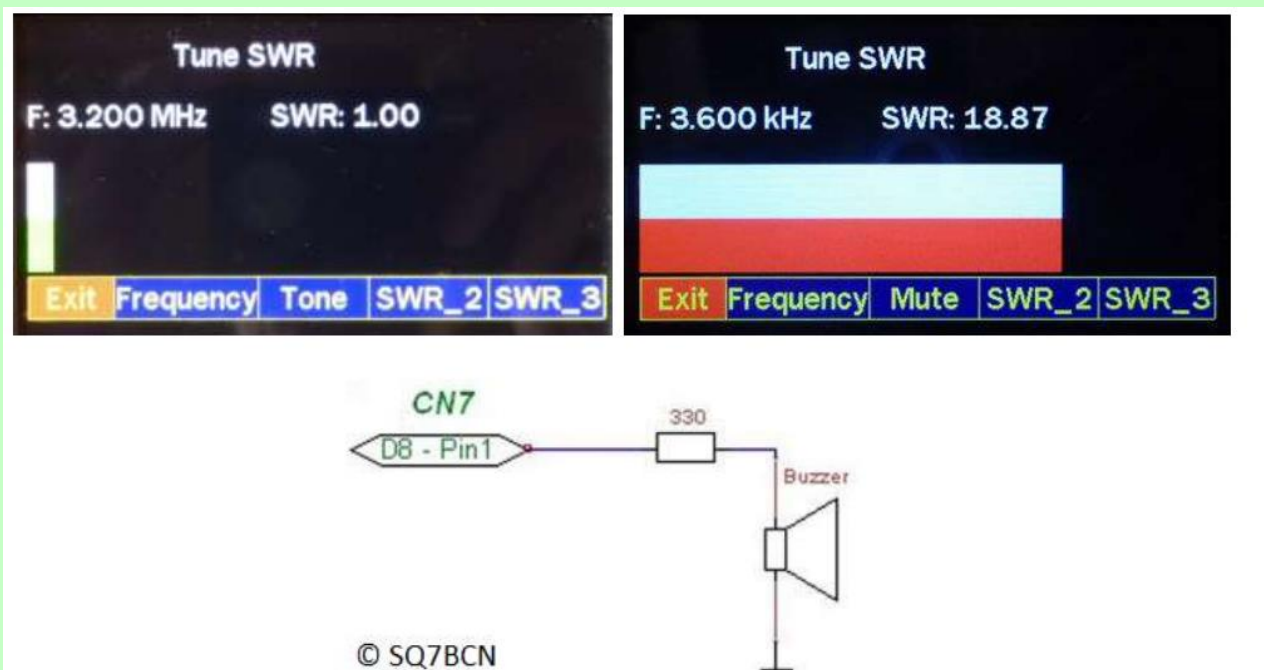 Tune SWR
F: 3.200 MHz SWR: 1.00
Exit Frequency Tone SWR_2 SWR_3
Tune SWR
F: 3.600 kHz SWR: 18.87
Exit Frequency Mute SWR_2 SWR_3
CN7
D8 - Pin1
330
Buzzer
© SQ7BCN